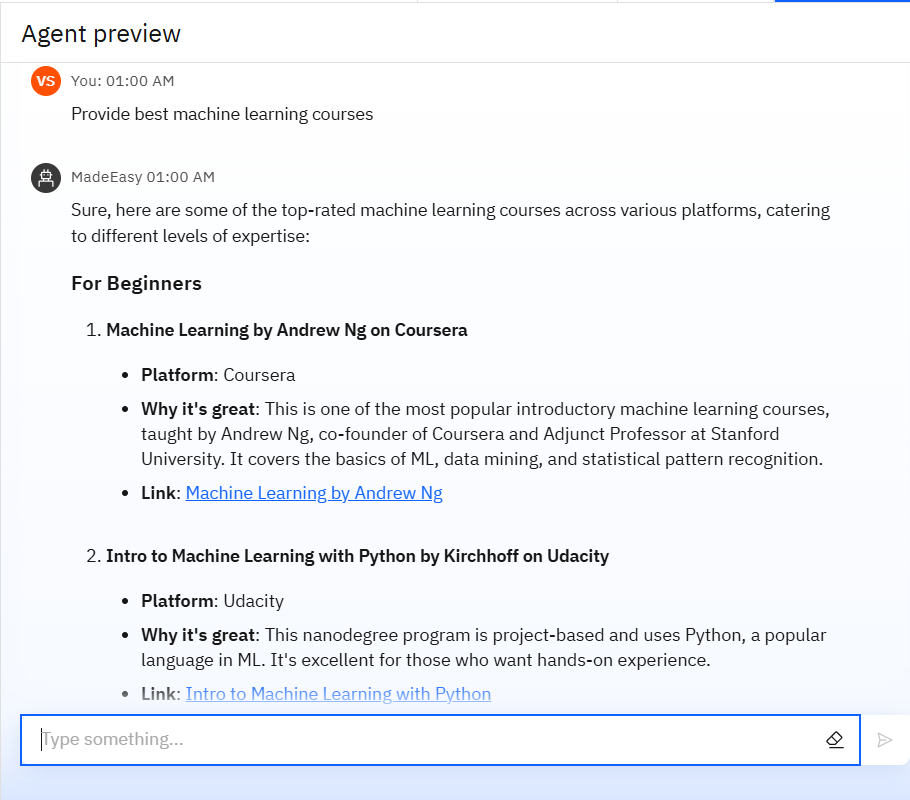 Agent preview
VS You: 01:00 AM
Provide best machine learning courses
MadeEasy 01:00 AM
Sure, here are some of the top-rated machine learning courses across various platforms, catering
to different levels of expertise:
For Beginners
1. Machine Learning by Andrew Ng on Coursera
• Platform: Coursera
• Why it's great: This is one of the most popular introductory machine learning courses,
taught by Andrew Ng, co-founder of Coursera and Adjunct Professor at Stanford
University. It covers the basics of ML, data mining, and statistical pattern recognition.
• Link: Machine Learning by Andrew Ng
2. Intro to Machine Learning with Python by Kirchhoff on Udacity
• Platform: Udacity
• Why it's great: This nanodegree program is project-based and uses Python, a popular
language in ML. It's excellent for those who want hands-on experience.
• Link: Intro to Machine Learning with Python
Type something...